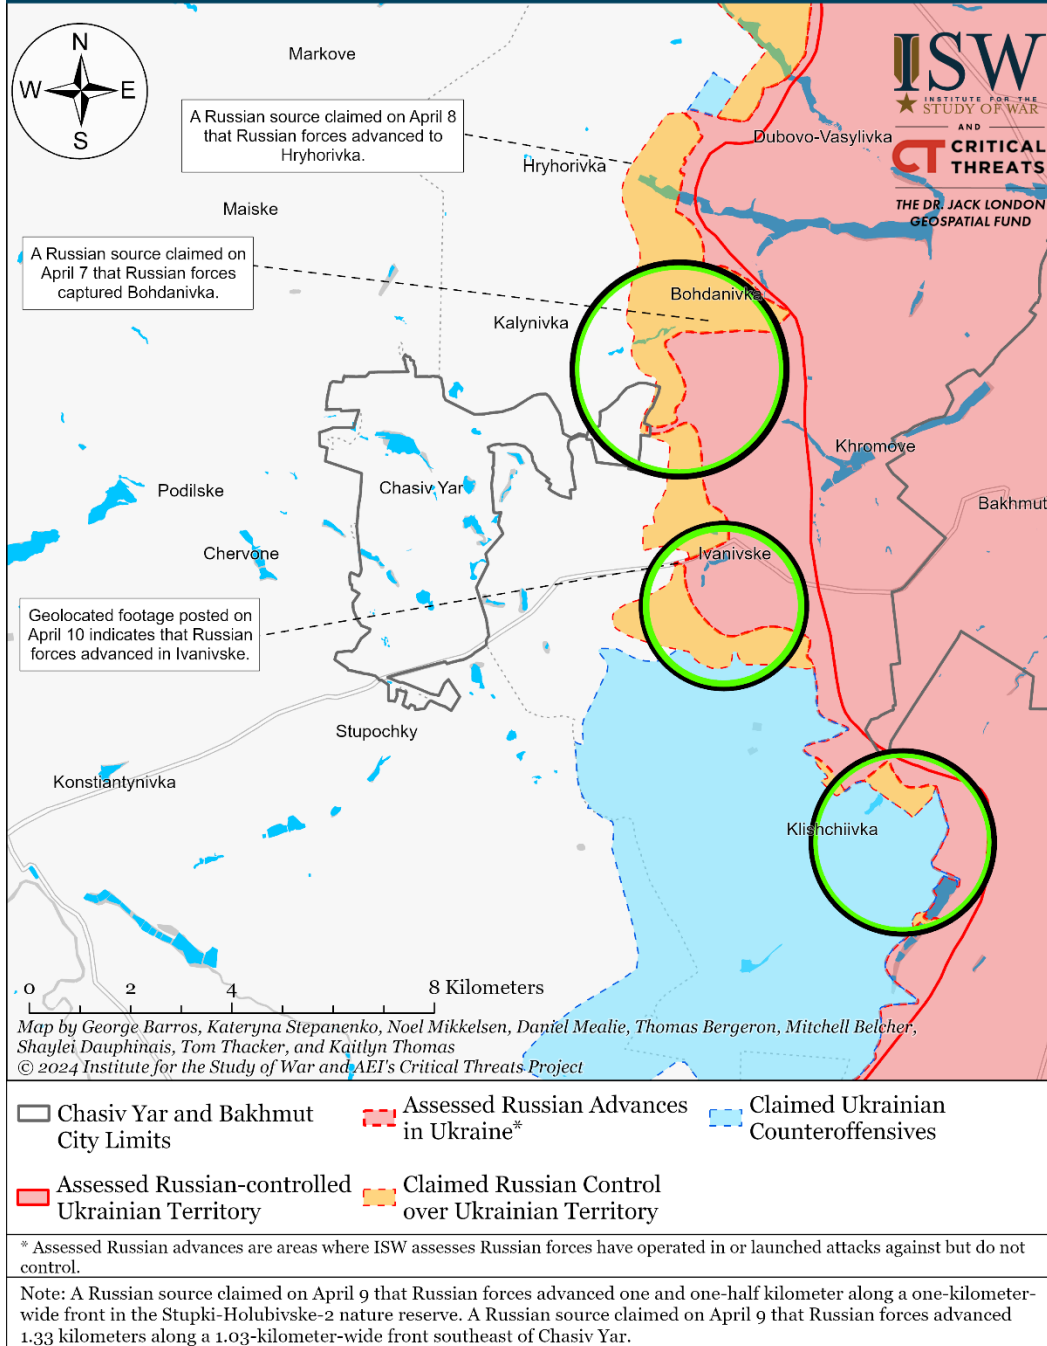 N
W
E
S
Markove
A Russian source claimed on April 8
that Russian forces advanced to
Hryhorivka.
ISW
INSTITUTE FOR THE
STUDY OF WAR
AND
CT CRITICAL
THREATS
THE DR. JACK LONDON
GEOSPATIAL FUND
Dubovo-Vasylivka
Hryhorivka
Maiske
A Russian source claimed on
April 7 that Russian forces
captured Bohdanivka.
Bohdanivka
Kalynivka
Khromove
Podilske
Chasiv Yar
Bakhmut
Chervone
Ivanivske
Geolocated footage posted on
April 10 indicates that Russian
forces advanced in Ivanivske.
Stupochky
Konstiantynivka
Klishchiivka
0 2 4 8 Kilometers
Map by George Barros, Kateryna Stepanenko, Noel Mikkelsen, Daniel Mealie, Thomas Bergeron, Mitchell Belcher,
Shaylei Dauphinais, Tom Thacker, and Kaitlyn Thomas
© 2024 Institute for the Study of War and AEI's Critical Threats Project
Chasiv Yar and Bakhmut
City Limits
Assessed Russian Advances
in Ukraine*
Claimed Ukrainian
Counteroffensives
Assessed Russian-controlled
Ukrainian Territory
Claimed Russian Control
over Ukrainian Territory
* Assessed Russian advances are areas where ISW assesses Russian forces have operated in or launched attacks against but do not
control.
Note: A Russian source claimed on April 9 that Russian forces advanced one and one-half kilometer along a one-kilometer-
wide front in the Stupki-Holubivske-2 nature reserve. A Russian source claimed on April 9 that Russian forces advanced
1.33 kilometers along a 1.03-kilometer-wide front southeast of Chasiv Yar.